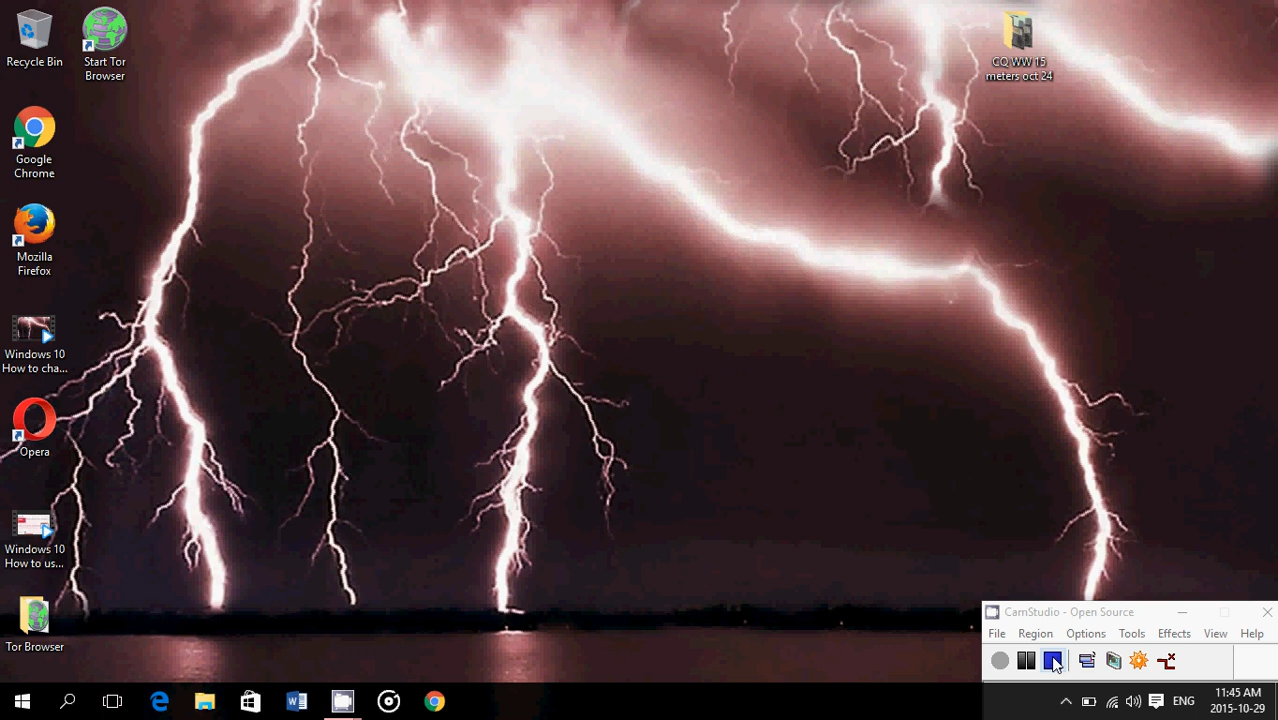 Recycle Bin
Start Tor
Browser
Google
Chrome
Mozilla
Firefox
Windows 10
How to cha...
Opera
Windows 10
How to us...
Tor Browser
CQ WW 15
meters oct 24
CamStudio - Open Source
File Region Options Tools Effects View Help
ENG
11:45 AM
2015-10-29